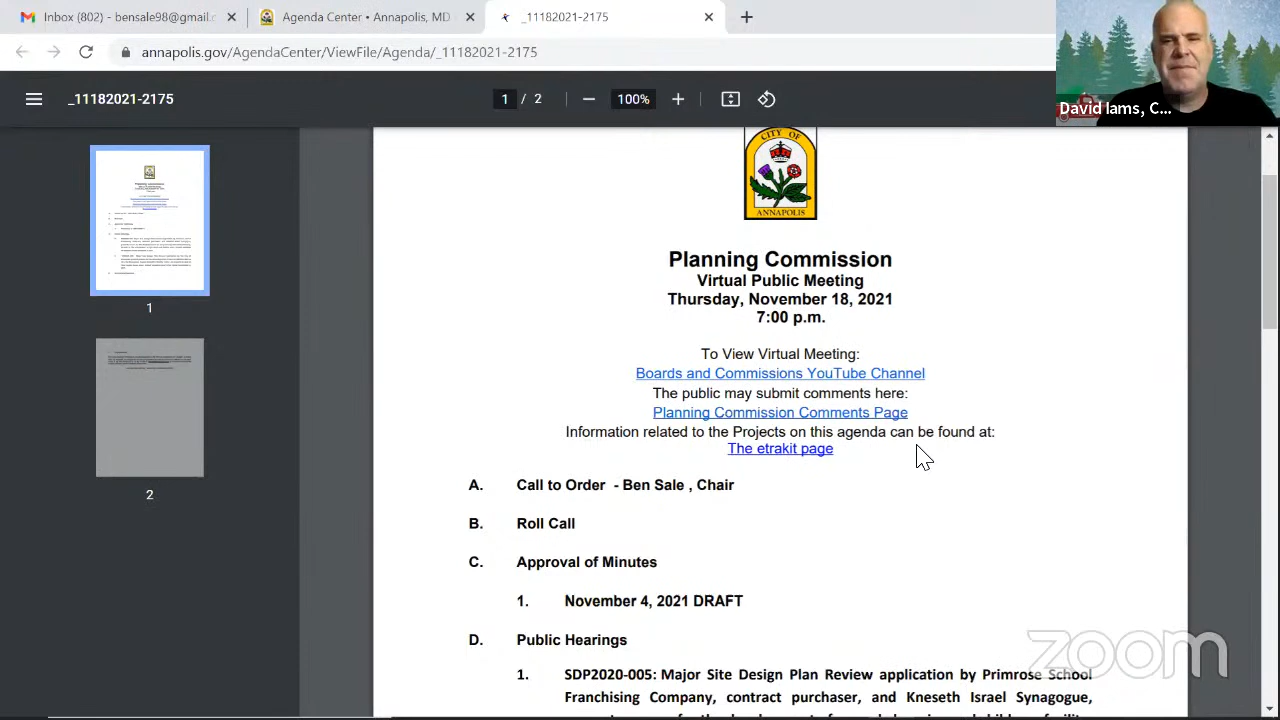 Inbox (802) - bensale98@gmail.c
Agenda Center • Annapolis, MD
_11182021-2175
annapolis.gov/AgendaCenter/ViewFile/Agenda/_11182021-2175
David Iams, C...
_11182021-2175
1 / 2
100%
CITY OF
ANNAPOLIS
Planning Commission
Virtual Public Meeting
Thursday, November 18, 2021
7:00 p.m.
To View Virtual Meeting:
Boards and Commissions YouTube Channel
The public may submit comments here:
Planning Commission Comments Page
Information related to the Projects on this agenda can be found at:
The etrakit page
A. Call to Order - Ben Sale , Chair
B. Roll Call
C. Approval of Minutes
1. November 4, 2021 DRAFT
D. Public Hearings
1. SDP2020-005: Major Site Design Plan Review application by Primrose School
Franchising Company, contract purchaser, and Kneseth Israel Synagogue,
1
2
zoom